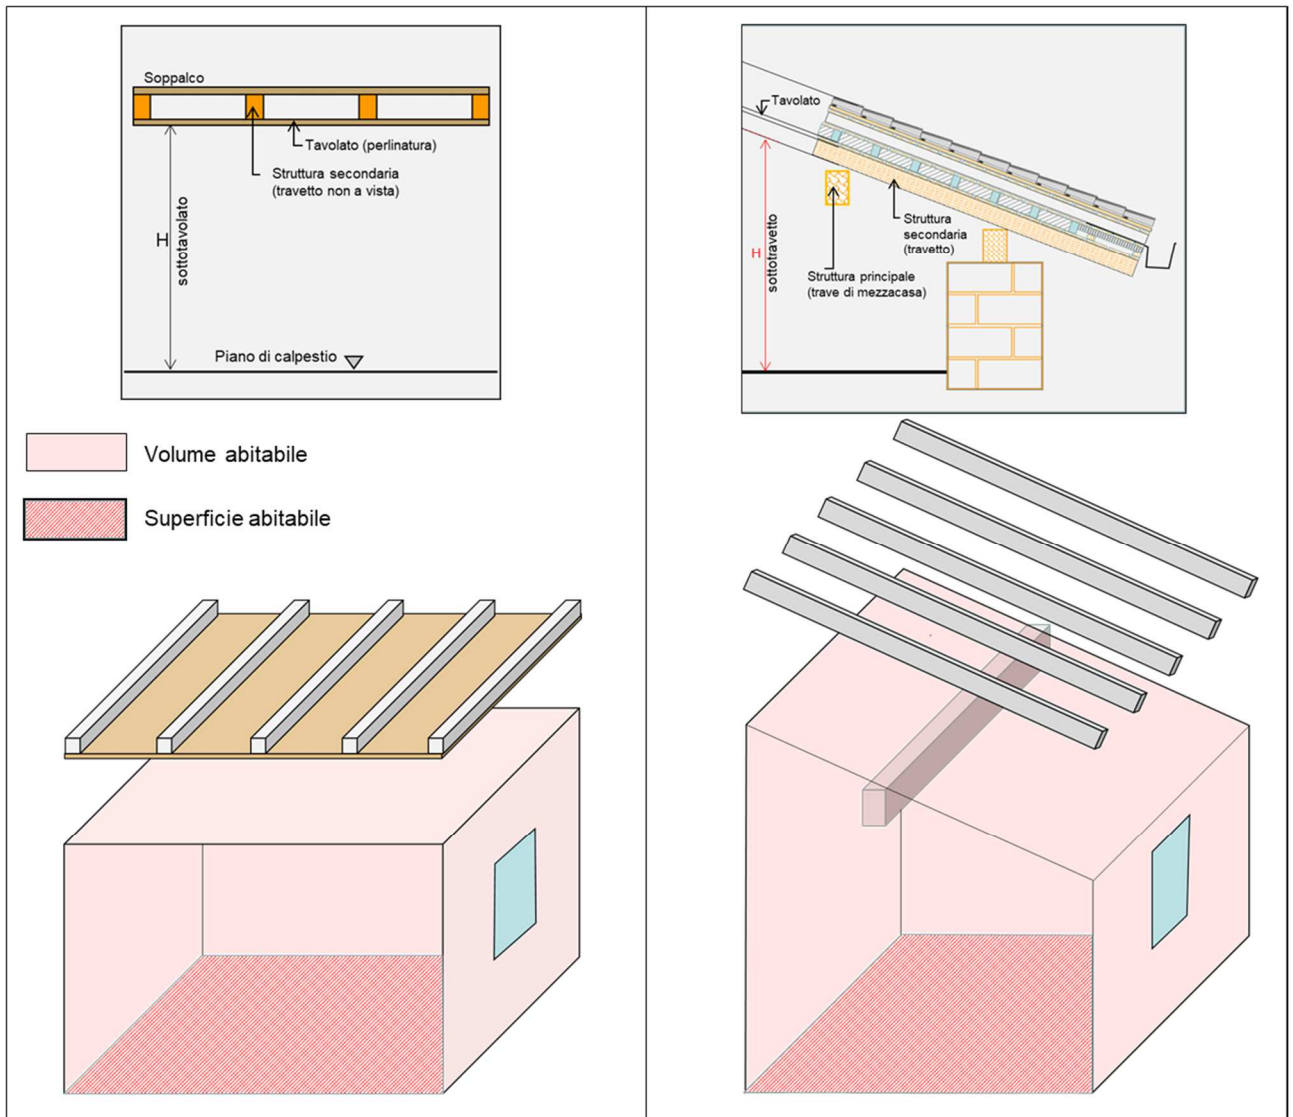 Soppalco
Tavolato (perlinatura)
Struttura secondaria
(travetto non a vista)
H
sottotavolato
Piano di calpestio
Tavolato
Struttura
secondaria
(travetto)
H
sottotravetto
Struttura principale
(trave di mezzacasa)
Volume abitabile
Superficie abitabile